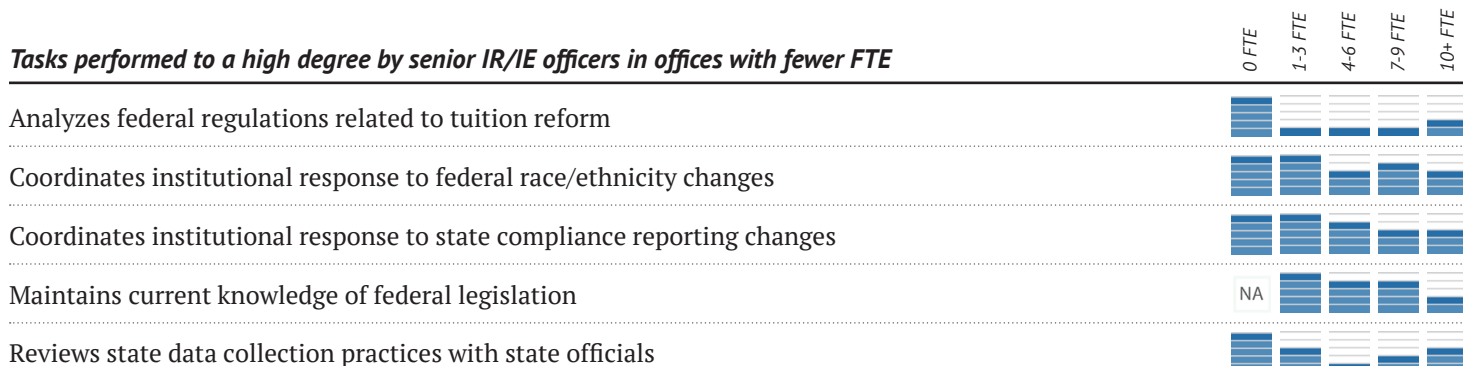 Tasks performed to a high degree by senior IR/IE officers in offices with fewer FTE
0 FTE
1-3 FTE
4-6 FTE
7-9 FTE
10+ FTE
Analyzes federal regulations related to tuition reform
Coordinates institutional response to federal race/ethnicity changes
Coordinates institutional response to state compliance reporting changes
Maintains current knowledge of federal legislation
NA
Reviews state data collection practices with state officials